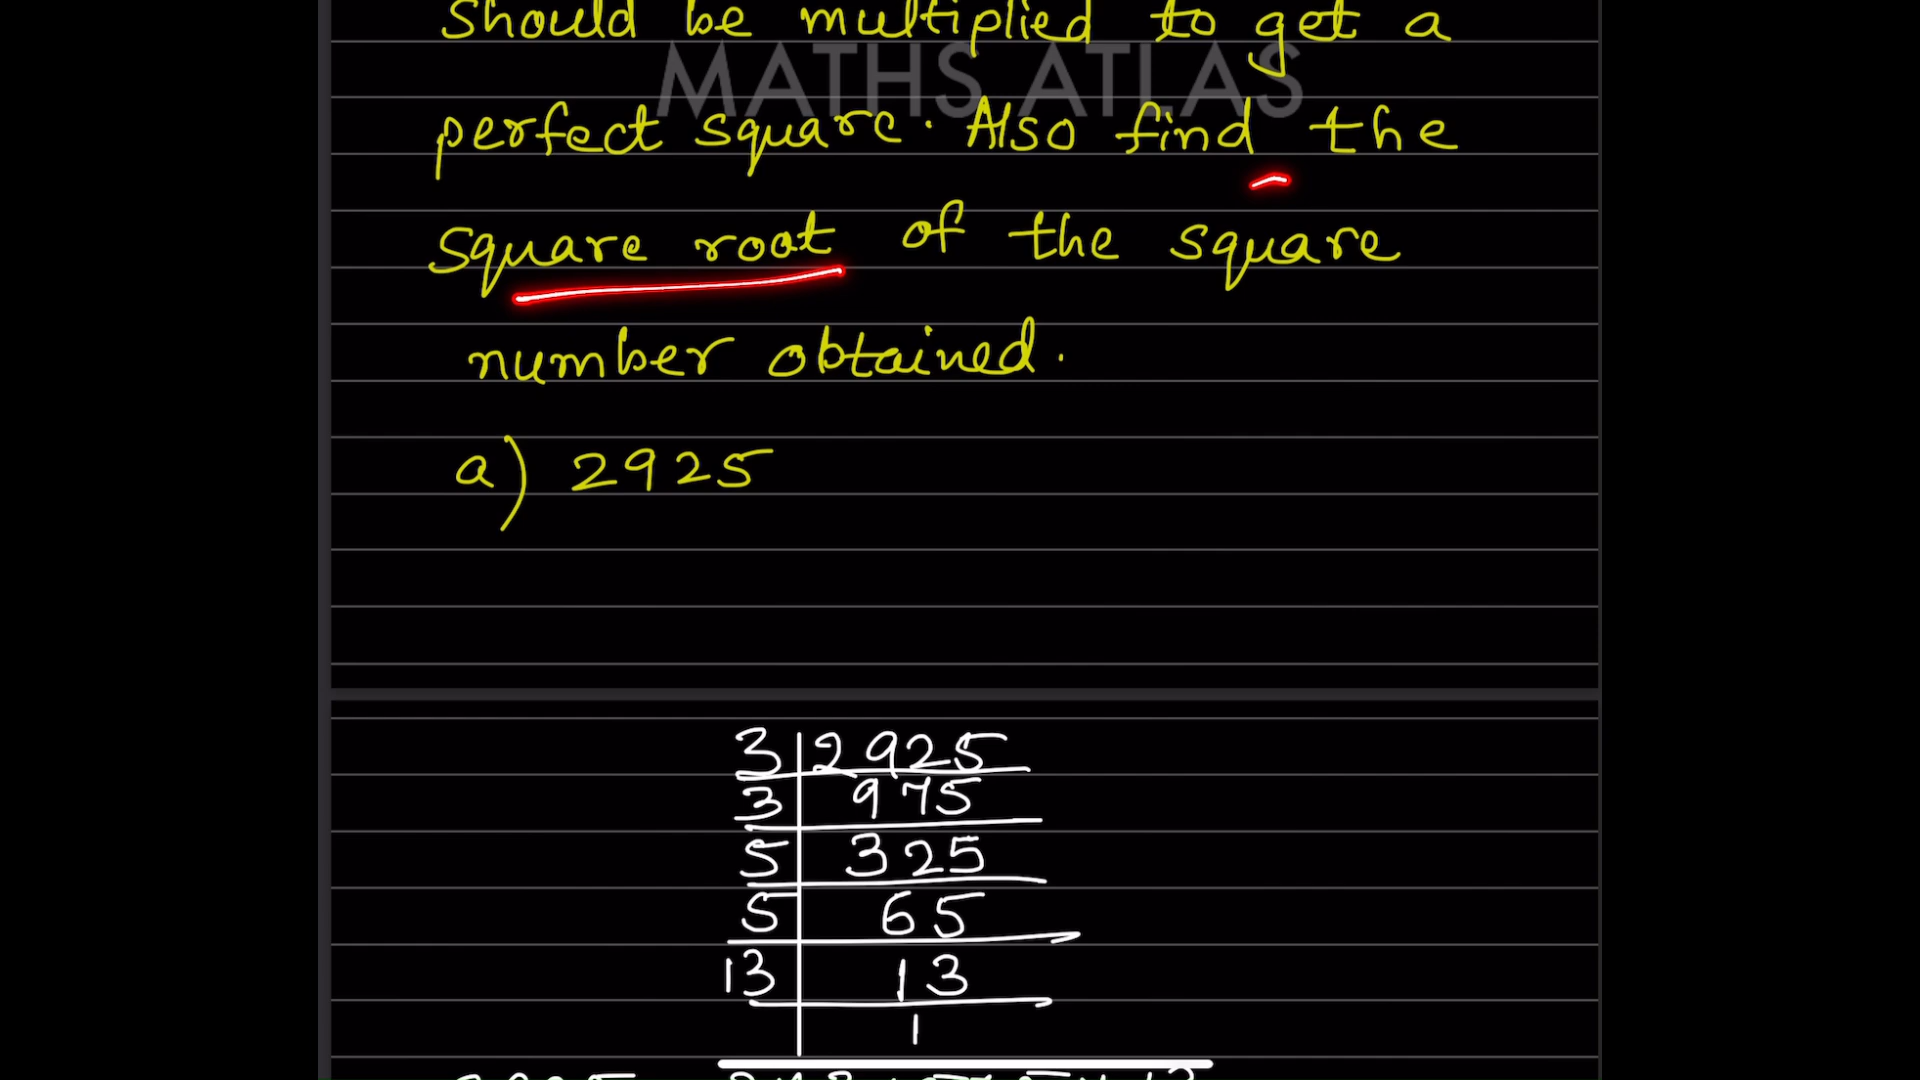 should be multiplied to get a
MATHS ATLAS
perfect square. Also find the
square root of the square
number obtained.
a) 2925
3 | 2925
3 | 975
5 | 325
5 | 65
13 | 13
1